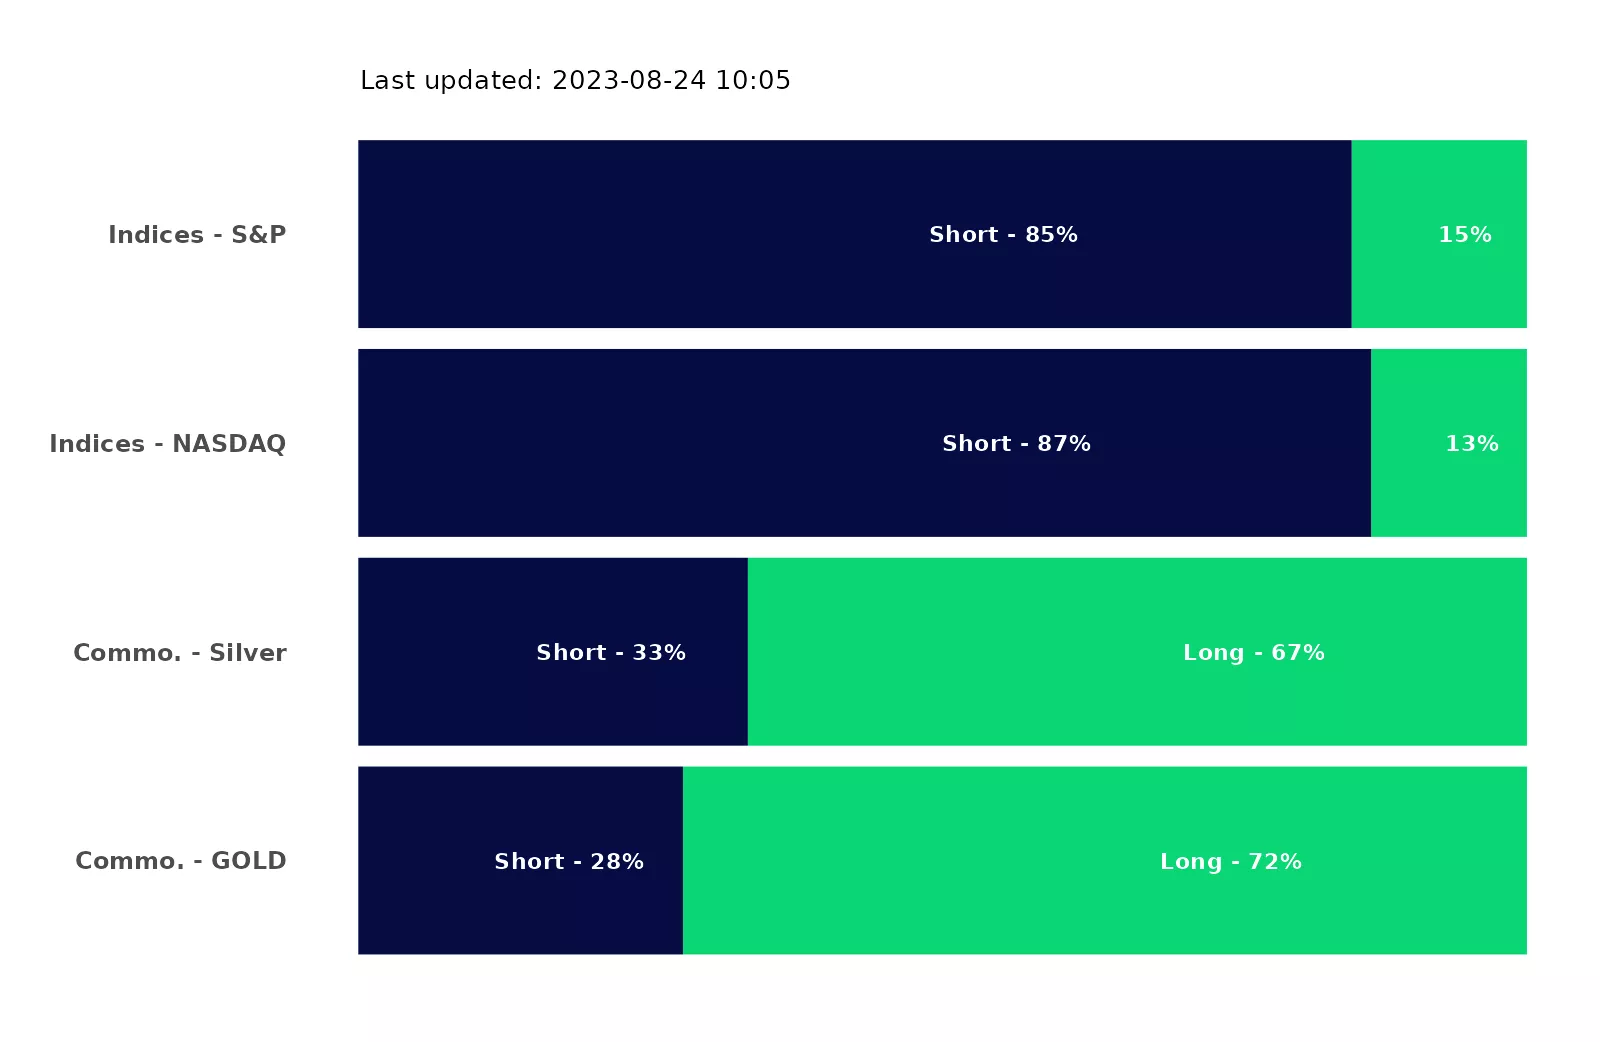 Last updated: 2023-08-24 10:05
Indices - S&P
Short - 85%
15%
Indices - NASDAQ
Short - 87%
13%
Commo. - Silver
Short - 33%
Long - 67%
Commo. - GOLD
Short - 28%
Long - 72%